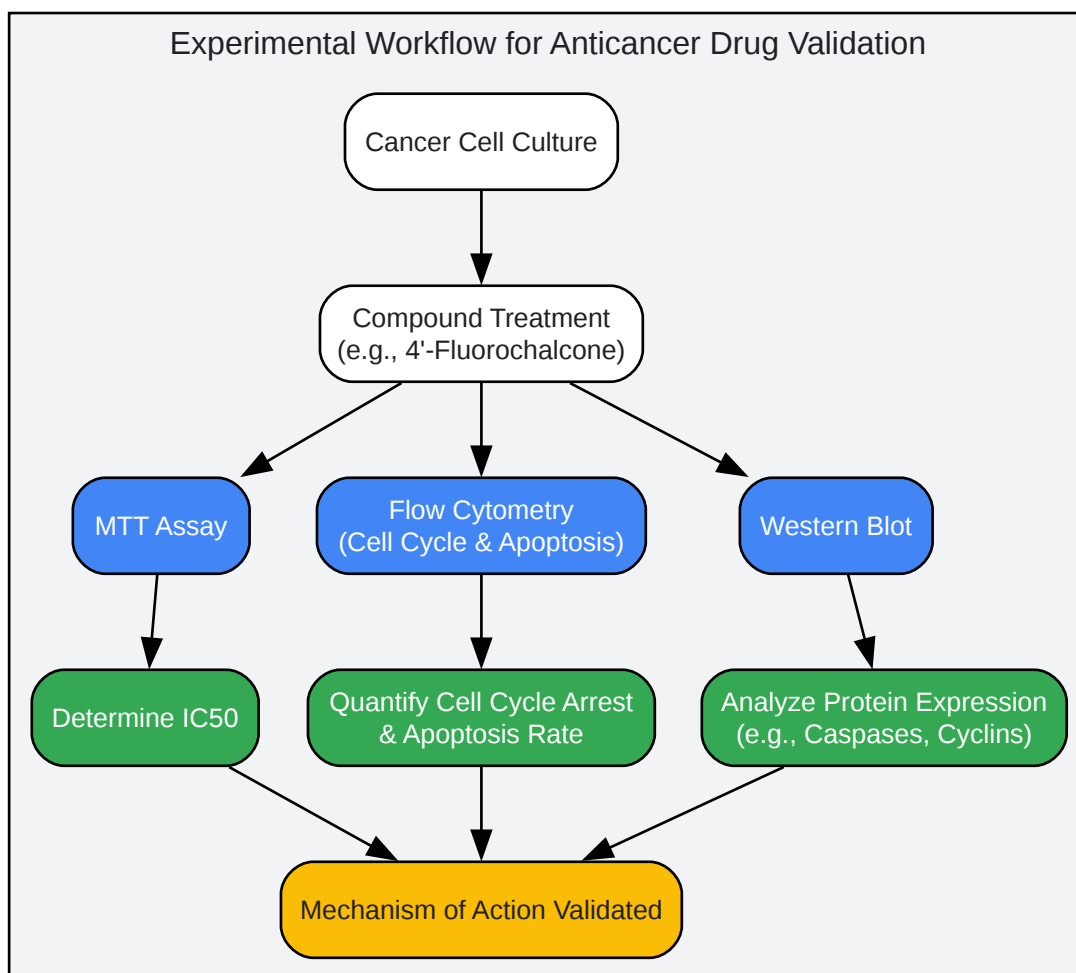 Experimental Workflow for Anticancer Drug Validation
Cancer Cell Culture
Compound Treatment
(e.g., 4'-Fluorochalcone)
MTT Assay
Flow Cytometry
(Cell Cycle & Apoptosis)
Western Blot
Determine IC50
Quantify Cell Cycle Arrest
& Apoptosis Rate
Analyze Protein Expression
(e.g., Caspases, Cyclins)
Mechanism of Action Validated